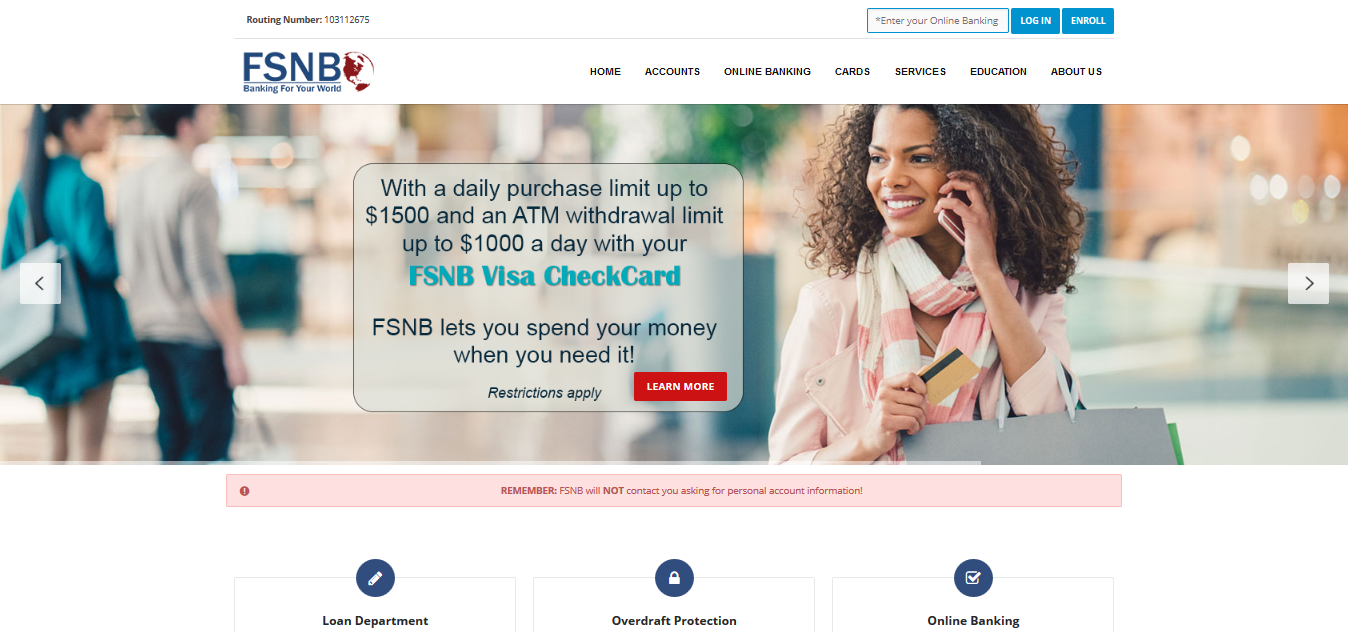 Routing Number: 103112675
*Enter your Online Banking
LOG IN
ENROLL
FSNB
Banking For Your World
HOME
ACCOUNTS
ONLINE BANKING
CARDS
SERVICES
EDUCATION
ABOUT US
With a daily purchase limit up to
$1500 and an ATM withdrawal limit
up to $1000 a day with your
FSNB Visa CheckCard
FSNB lets you spend your money
when you need it!
Restrictions apply
LEARN MORE
REMEMBER: FSNB will NOT contact you asking for personal account information!
Loan Department
Overdraft Protection
Online Banking